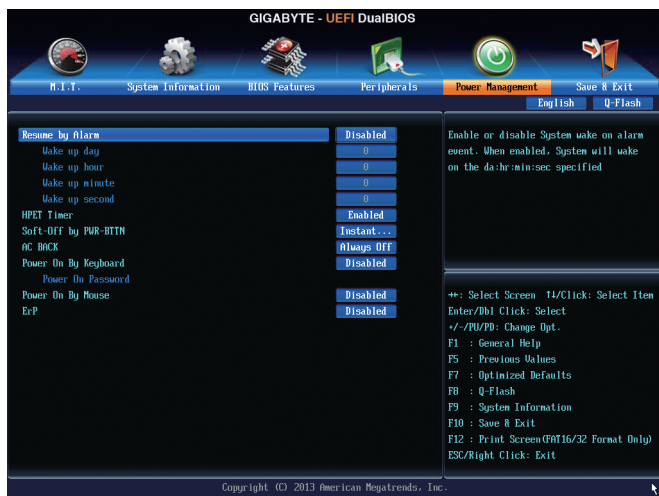 GIGABYTE - UEFI DualBIOS
M.I.T. System Information BIOS Features Peripherals Power Management Save & Exit
English Q-Flash
Resume by Alarm Disabled
Wake up day 0
Wake up hour 0
Wake up minute 0
Wake up second 0
HPET Timer Enabled
Soft-Off by PWR-BTTN Instant...
AC BACK Always Off
Power On By Keyboard Disabled
Power On Password
Power On By Mouse Disabled
ErP Disabled
Enable or disable System wake on alarm
event. When enabled, System will wake
on the da:hr:min:sec specified
→←: Select Screen ↑↓/Click: Select Item
Enter/Dbl Click: Select
+/-/PU/PD: Change Opt.
F1 : General Help
F5 : Previous Values
F7 : Optimized Defaults
F8 : Q-Flash
F9 : System Information
F10 : Save & Exit
F12 : Print Screen(FAT16/32 Format Only)
ESC/Right Click: Exit
Copyright (C) 2013 American Megatrends, Inc.